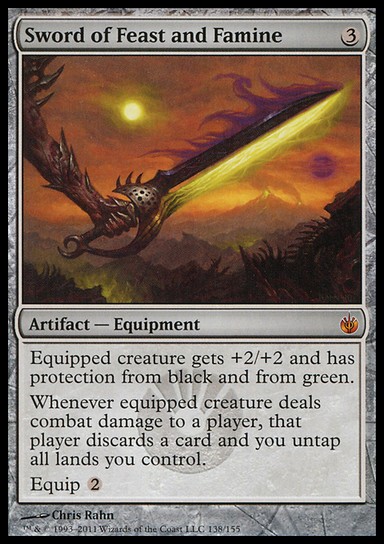 Sword of Feast and Famine 3
Artifact — Equipment
Equipped creature gets +2/+2 and has
protection from black and from green.
Whenever equipped creature deals
combat damage to a player, that
player discards a card and you untap
all lands you control.
Equip 2
Chris Rahn
™ & © 1993–2011 Wizards of the Coast LLC 138/155